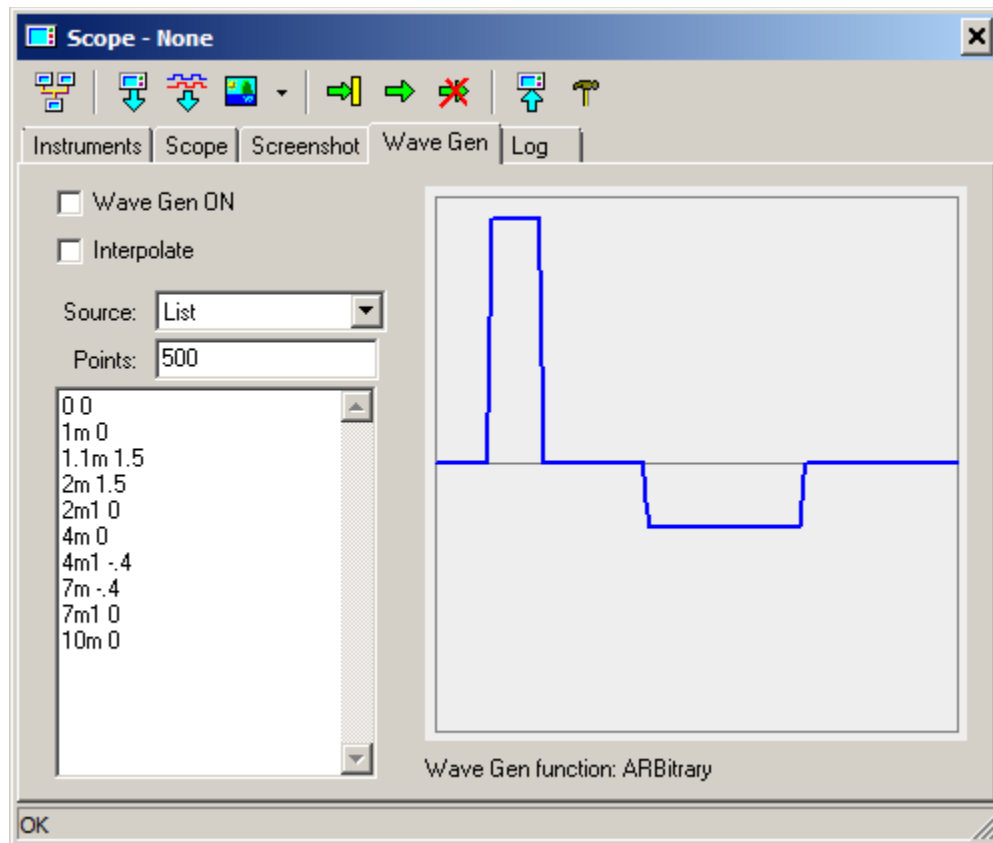 Scope - None
Instruments Scope Screenshot Wave Gen Log
Wave Gen ON
Interpolate
Source: List
Points: 500
0 0
1m 0
1.1m 1.5
2m 1.5
2m1 0
4m 0
4m1 -.4
7m -.4
7m1 0
10m 0
Wave Gen function: ARBitrary
OK